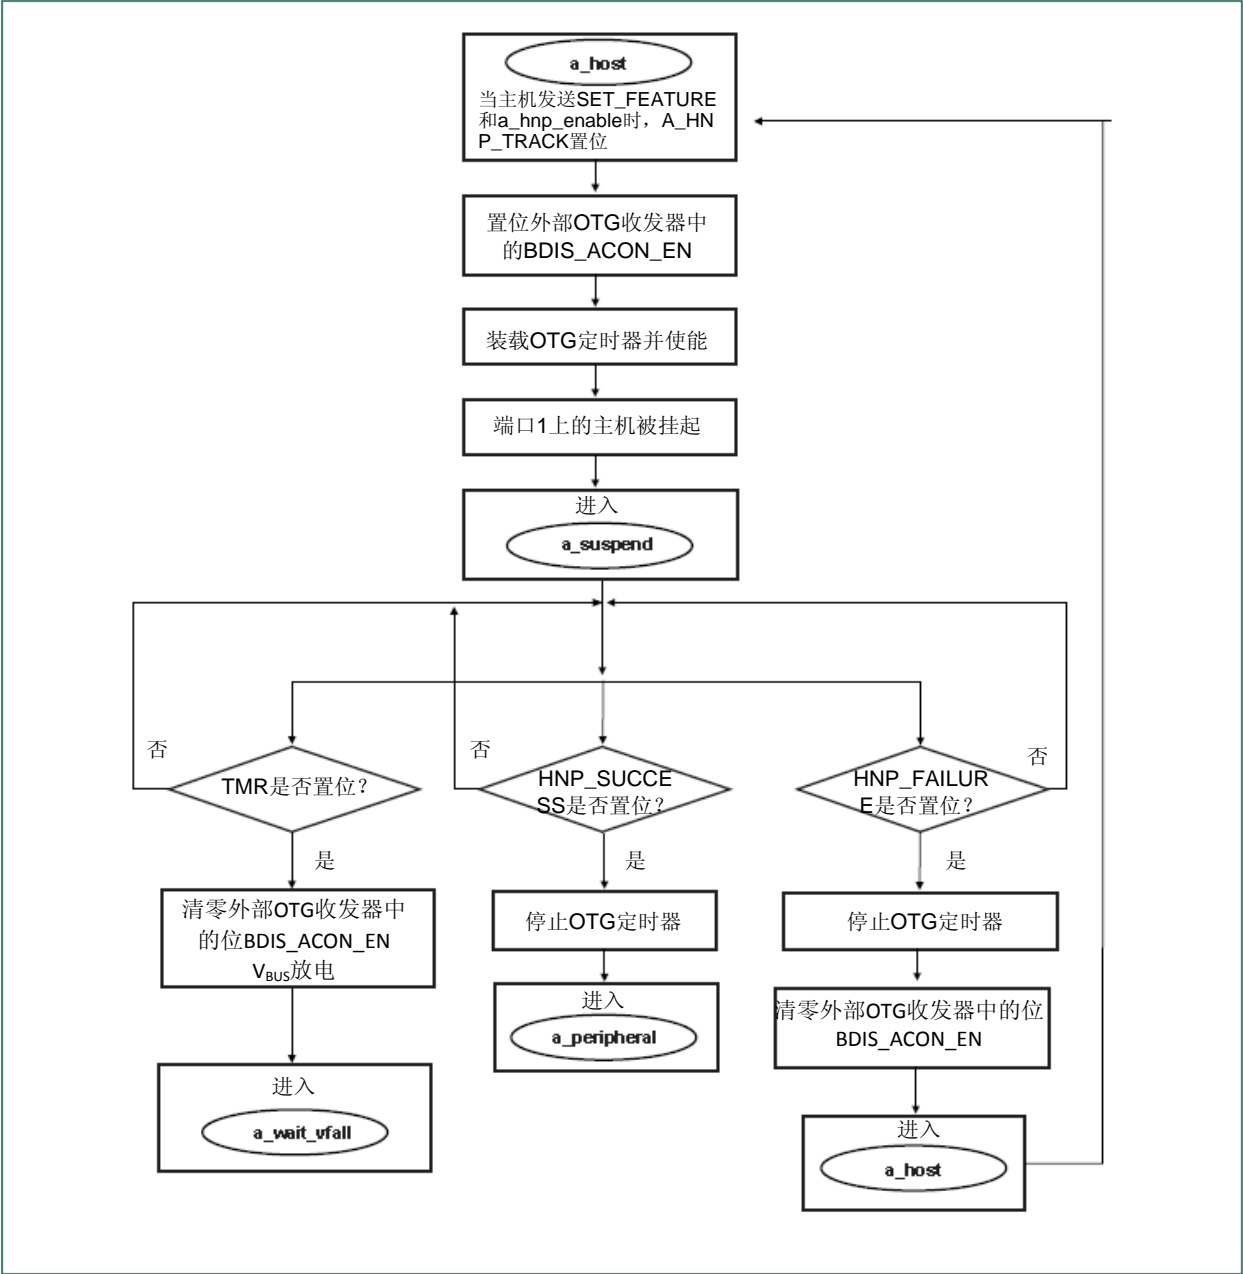 a_host
当主机发送SET_FEATURE
和a_hnp_enable时，A_HN
P_TRACK置位
置位外部OTG收发器中
的BDIS_ACON_EN
装载OTG定时器并使能
端口1上的主机被挂起
进入
a_suspend
否
否
否
TMR是否置位？
HNP_SUCCE
SS是否置位？
HNP_FAILUR
E是否置位？
是
是
是
清零外部OTG收发器中
的位BDIS_ACON_EN
VBUS放电
停止OTG定时器
停止OTG定时器
进入
a_peripheral
清零外部OTG收发器中的位
BDIS_ACON_EN
进入
a_wait_vfall
进入
a_host